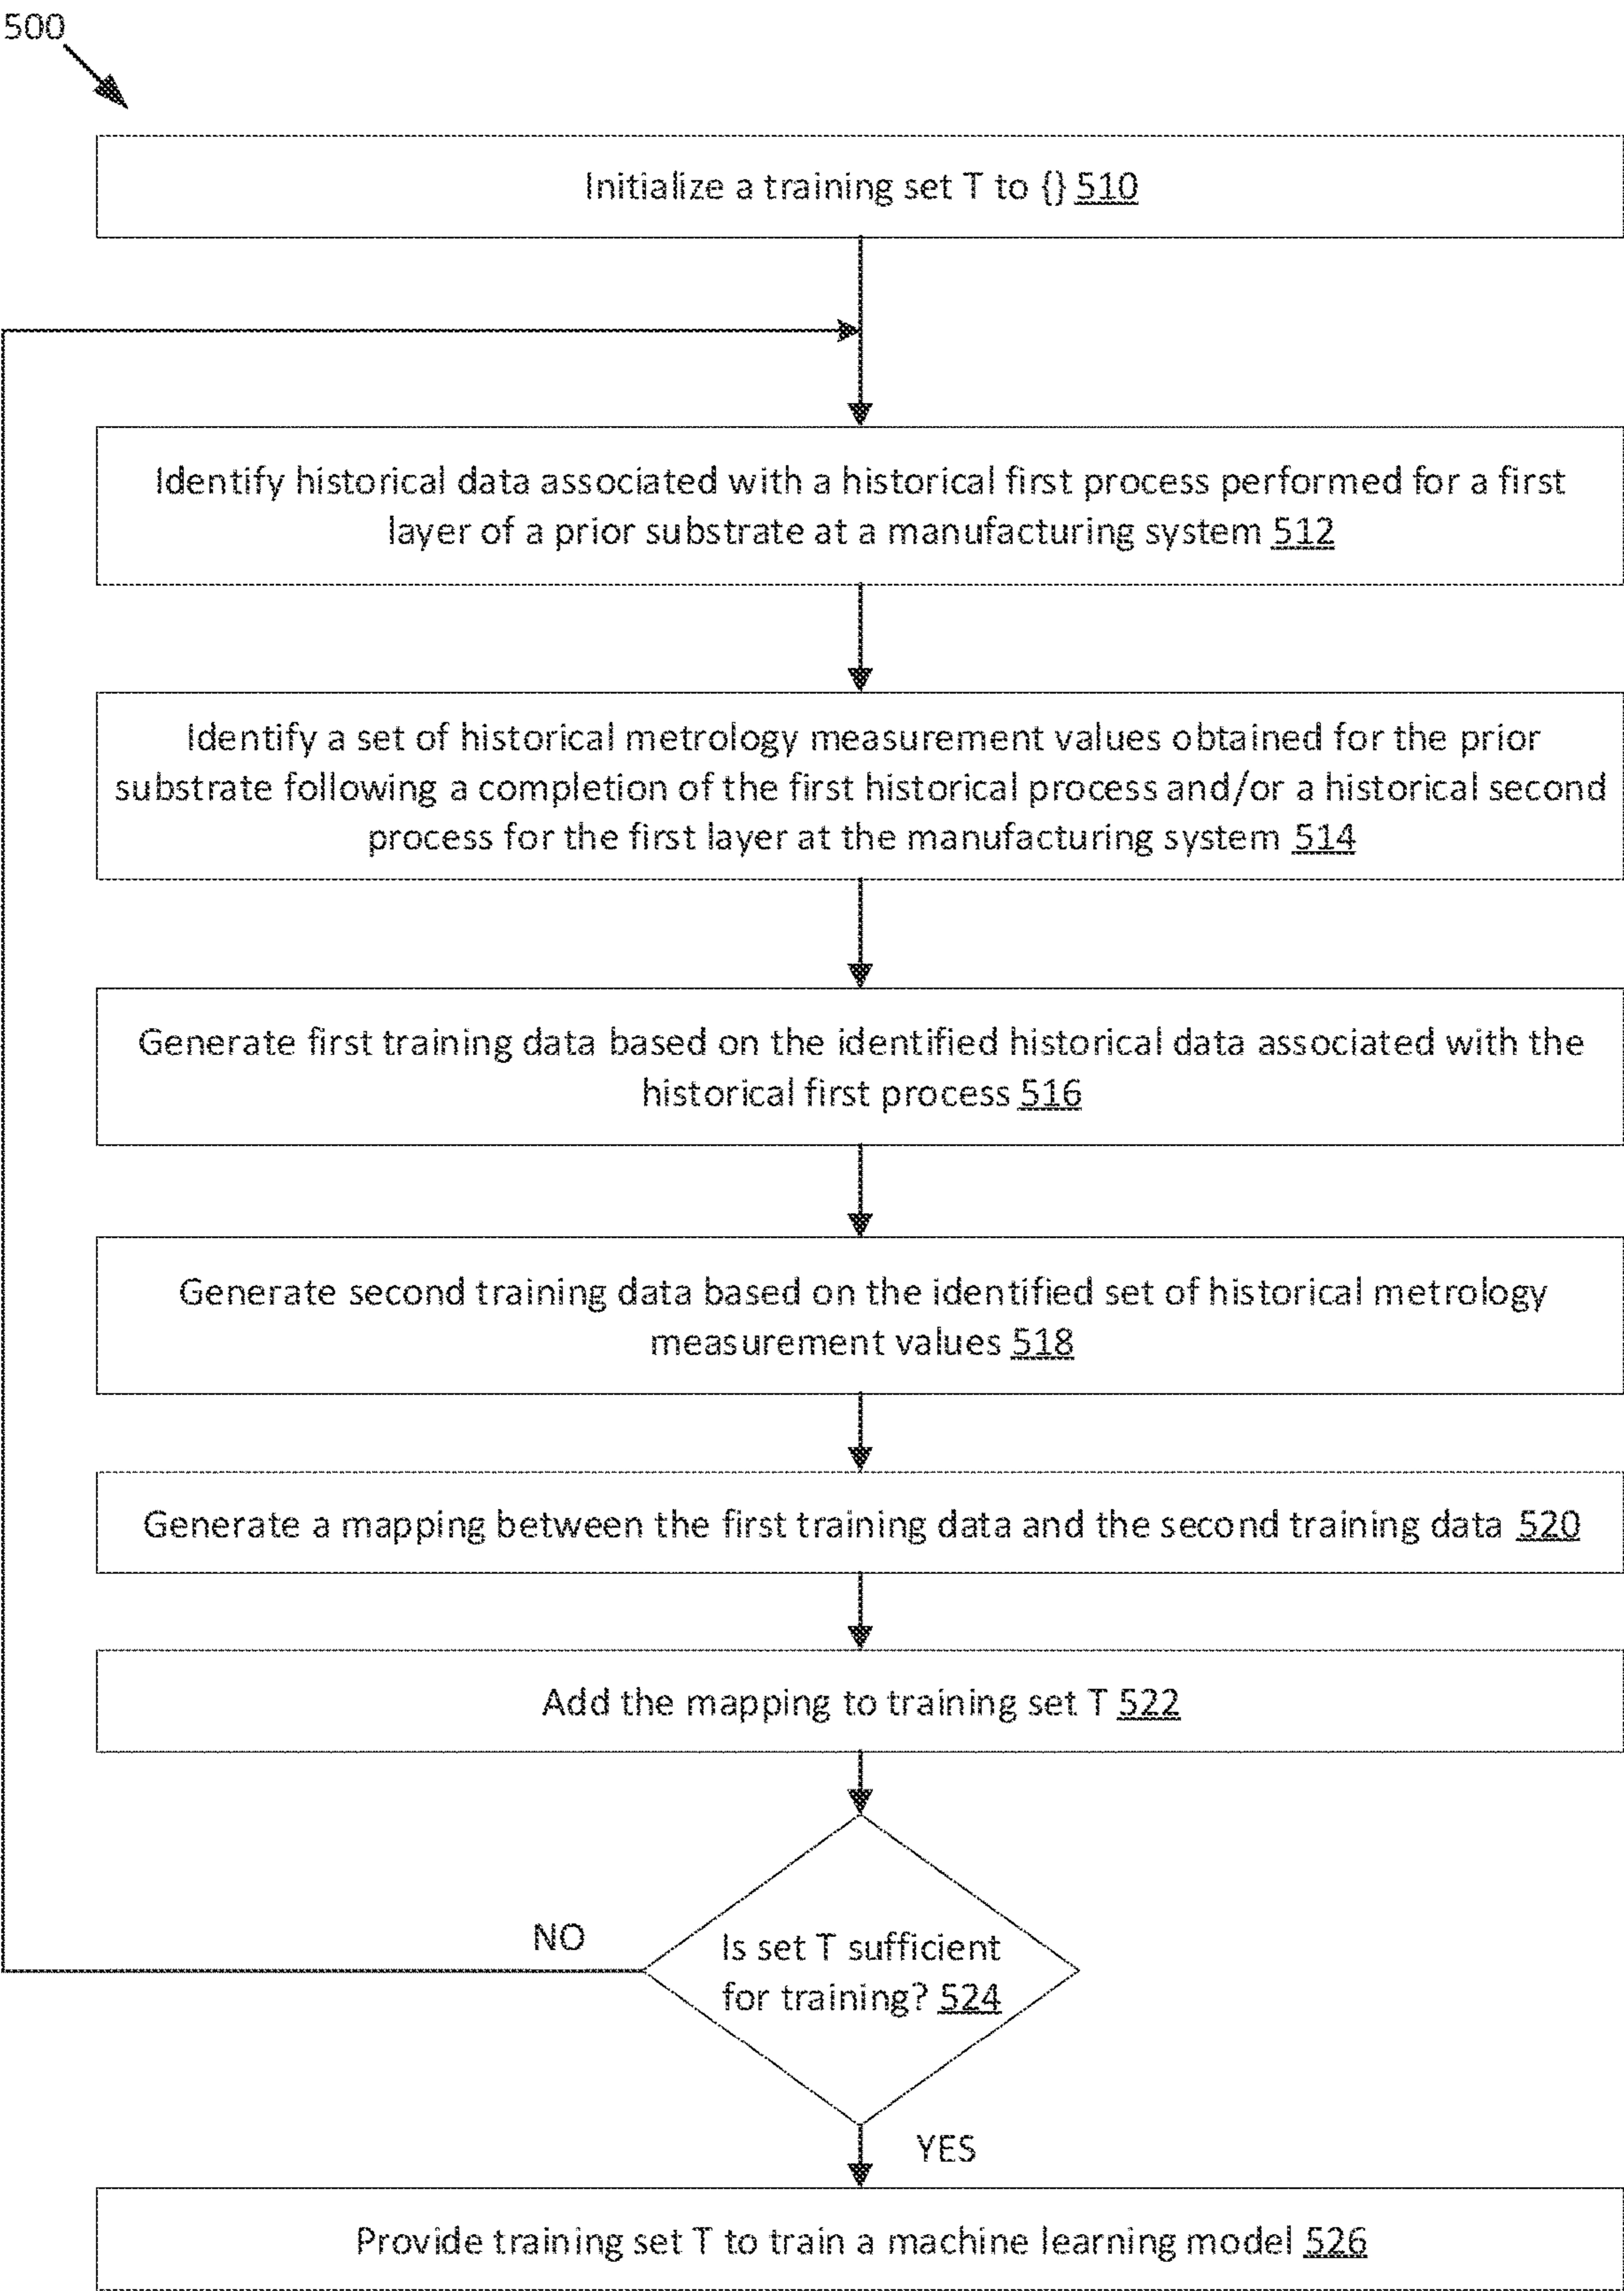 500
Initialize a training set T to {} 510
Identify historical data associated with a historical first process performed for a first
layer of a prior substrate at a manufacturing system 512
Identify a set of historical metrology measurement values obtained for the prior
substrate following a completion of the first historical process and/or a historical second
process for the first layer at the manufacturing system 514
Generate first training data based on the identified historical data associated with the
historical first process 516
Generate second training data based on the identified set of historical metrology
measurement values 518
Generate a mapping between the first training data and the second training data 520
Add the mapping to training set T 522
NO
Is set T sufficient
for training? 524
YES
Provide training set T to train a machine learning model 526